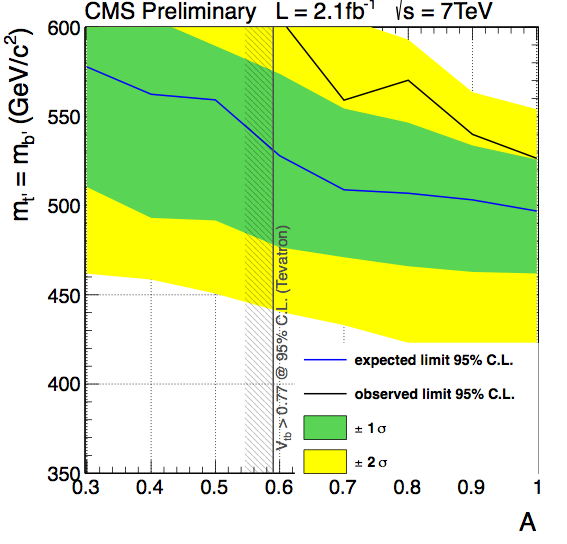 CMS Preliminary L = 2.1fb⁻¹ √s = 7TeV
m_t' = m_b' (GeV/c²)
600
550
500
450
400
350
V_tb > 0.77 @ 95% C.L. (Tevatron)
expected limit 95% C.L.
observed limit 95% C.L.
± 1 σ
± 2 σ
0.3 0.4 0.5 0.6 0.7 0.8 0.9 1
A